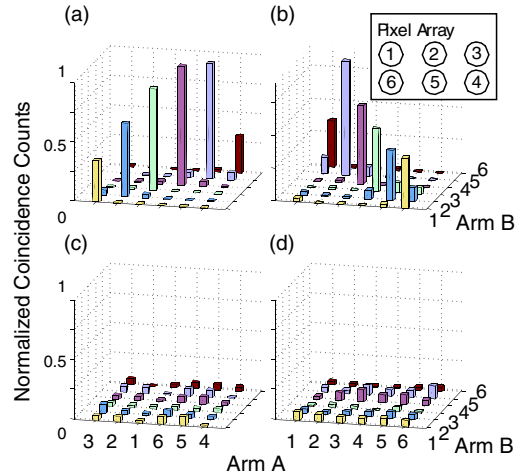 (a)
(b)
Pixel Array
1 2 3
6 5 4
Normalized Coincidence Counts
1
0.5
0
1 2 3 4 5 6
Arm B
(c)
(d)
1
0.5
0
3 2 1 6 5 4
1 2 3 4 5 6
1 2 3 4 5 6
Arm B
Arm A